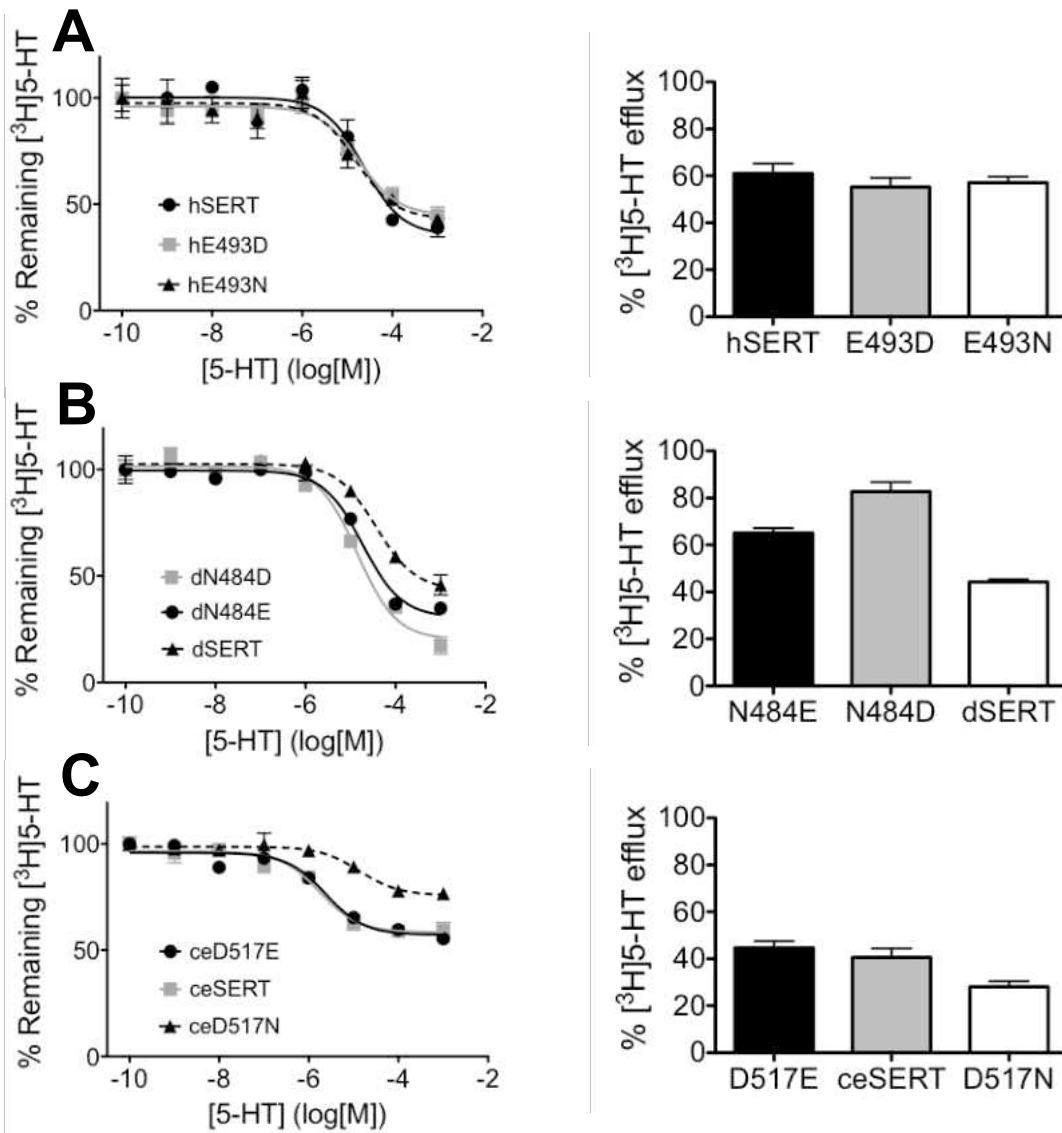 A
% Remaining [³H]5-HT
100
50
0
hSERT
hE493D
hE493N
-10 -8 -6 -4 -2
[5-HT] (log[M])
% [³H]5-HT efflux
100
80
60
40
20
0
hSERT E493D E493N
B
% Remaining [³H]5-HT
100
50
0
dN484D
dN484E
dSERT
-10 -8 -6 -4 -2
[5-HT] (log[M])
% [³H]5-HT efflux
100
80
60
40
20
0
N484E N484D dSERT
C
% Remaining [³H]5-HT
100
50
0
ceD517E
ceSERT
ceD517N
-10 -8 -6 -4 -2
[5-HT] (log[M])
% [³H]5-HT efflux
100
80
60
40
20
0
D517E ceSERT D517N